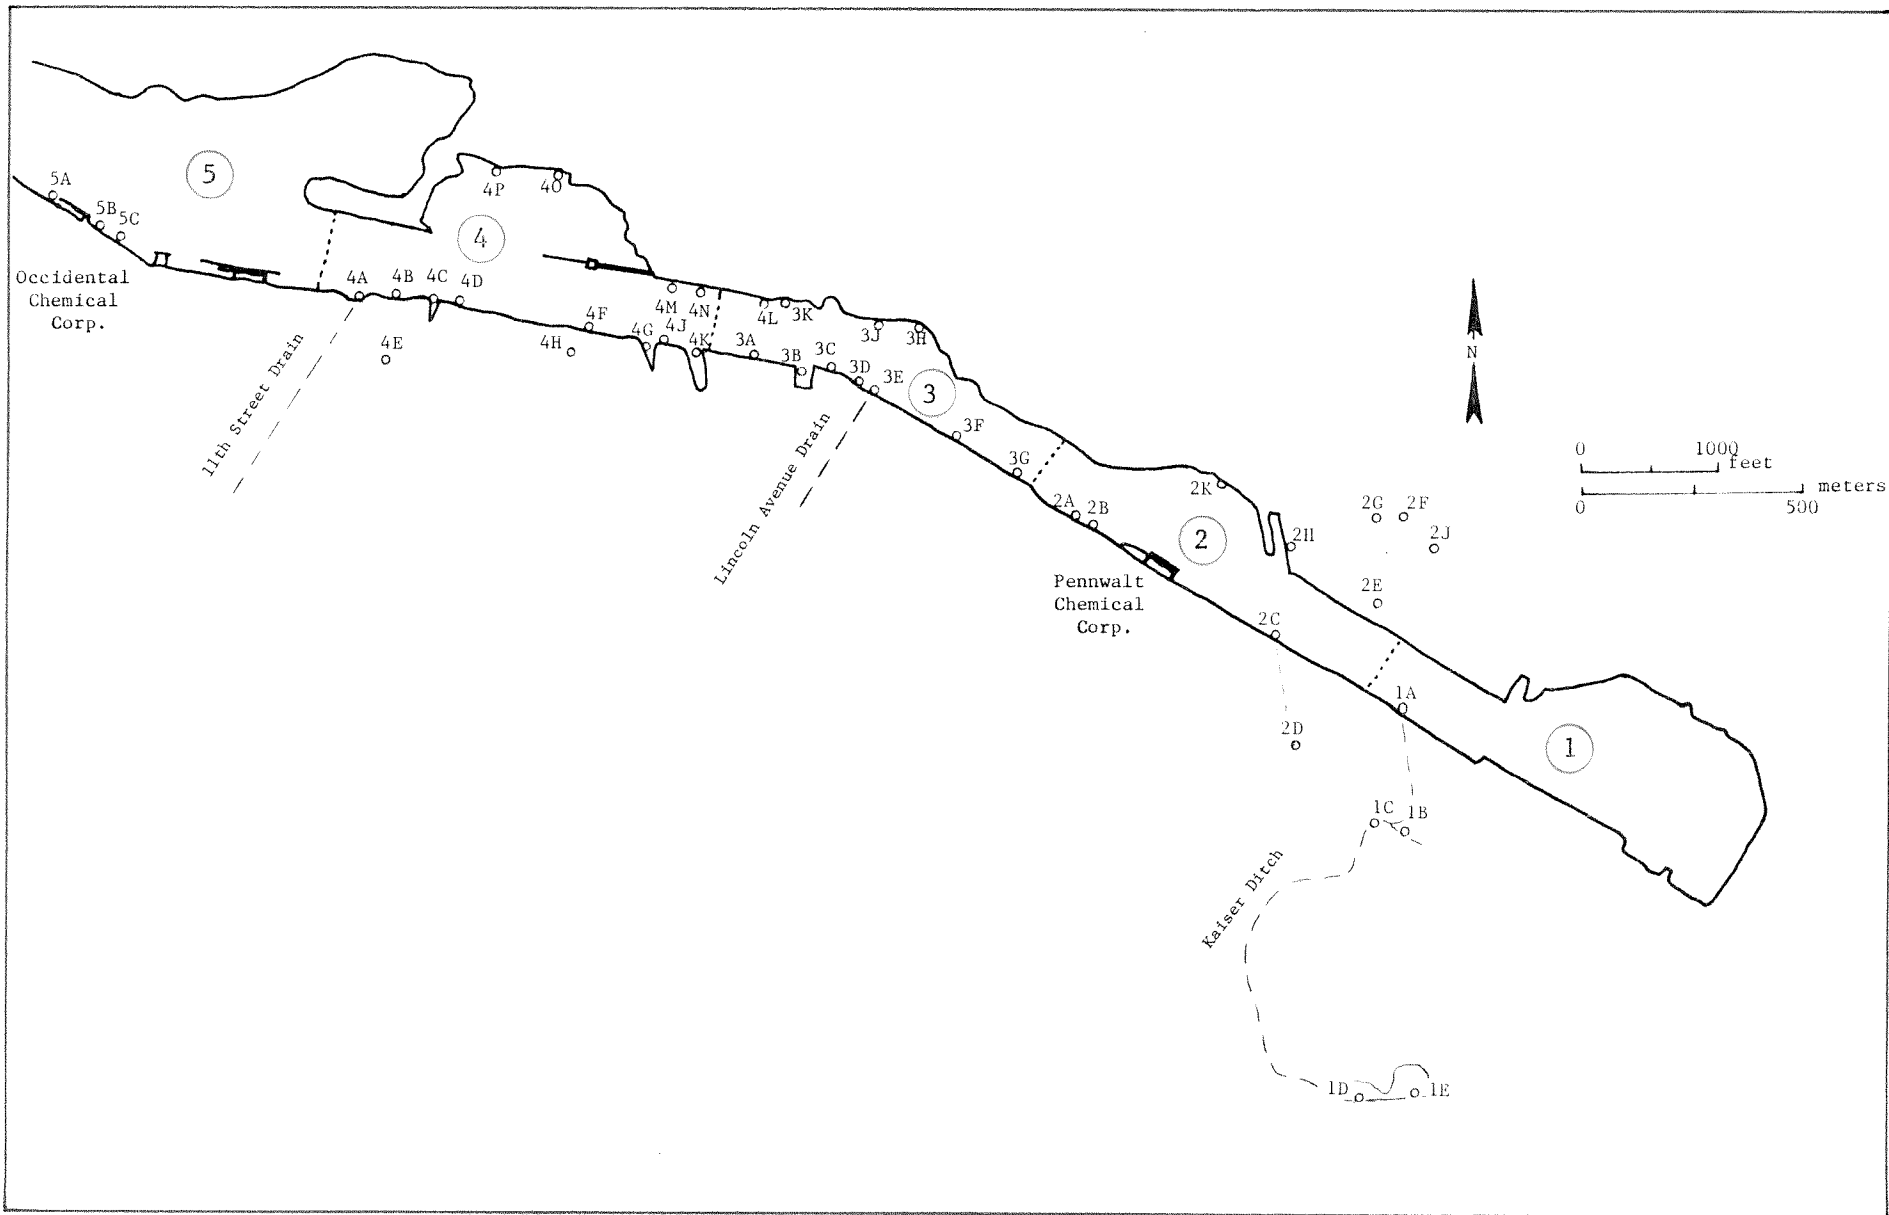 5
5A
5B
5C
Occidental
Chemical
Corp.
11th Street Drain
4P
4O
4
4A
4B
4C
4D
4E
4F
4H
4G
4J
4K
4M
4N
4L
3K
3J
3H
3A
3B
3C
3D
3E
3
3F
3G
Lincoln Avenue Drain
2A
2B
2K
2
2H
2G
2F
2J
2E
2C
2D
Pennwalt
Chemical
Corp.
1A
1
1C
1B
Kaiser Ditch
1D
1E
N
0
1000
feet
meters
0
500